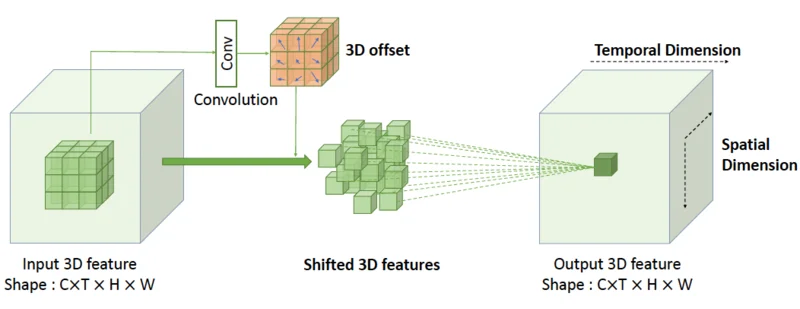 Conv
Convolution
3D offset
Temporal Dimension
Spatial
Dimension
Input 3D feature
Shape : C×T × H × W
Shifted 3D features
Output 3D feature
Shape : C×T × H × W